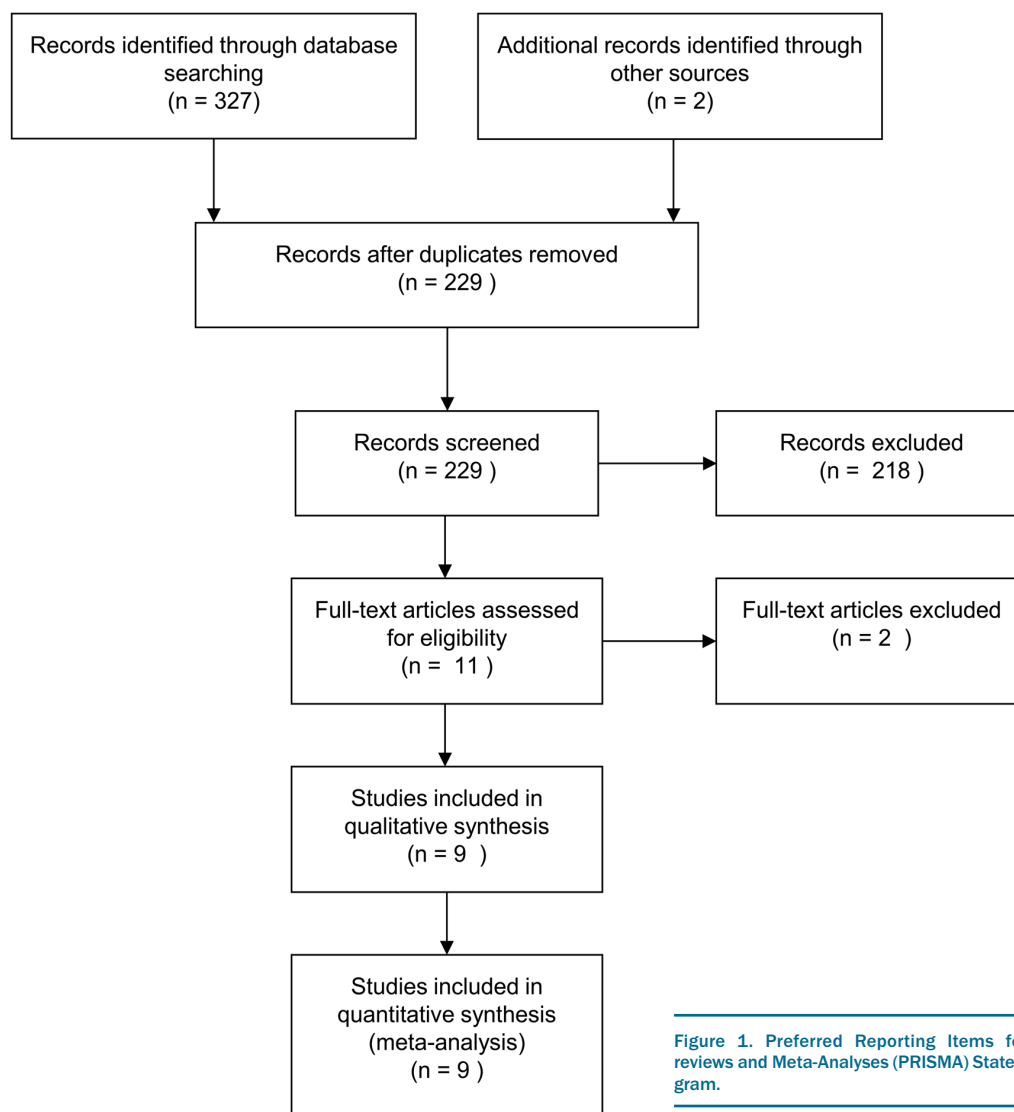 Records identified through database
searching
(n = 327)
Additional records identified through
other sources
(n = 2)
Records after duplicates removed
(n = 229 )
Records screened
(n = 229 )
Records excluded
(n =  218 )
Full-text articles assessed
for eligibility
(n =  11 )
Full-text articles excluded
(n = 2  )
Studies included in
qualitative synthesis
(n = 9  )
Studies included in
quantitative synthesis
(meta-analysis)
(n = 9 )
Figure 1. Preferred Reporting Items
reviews and Meta-Analyses (PRISMA)
gram.